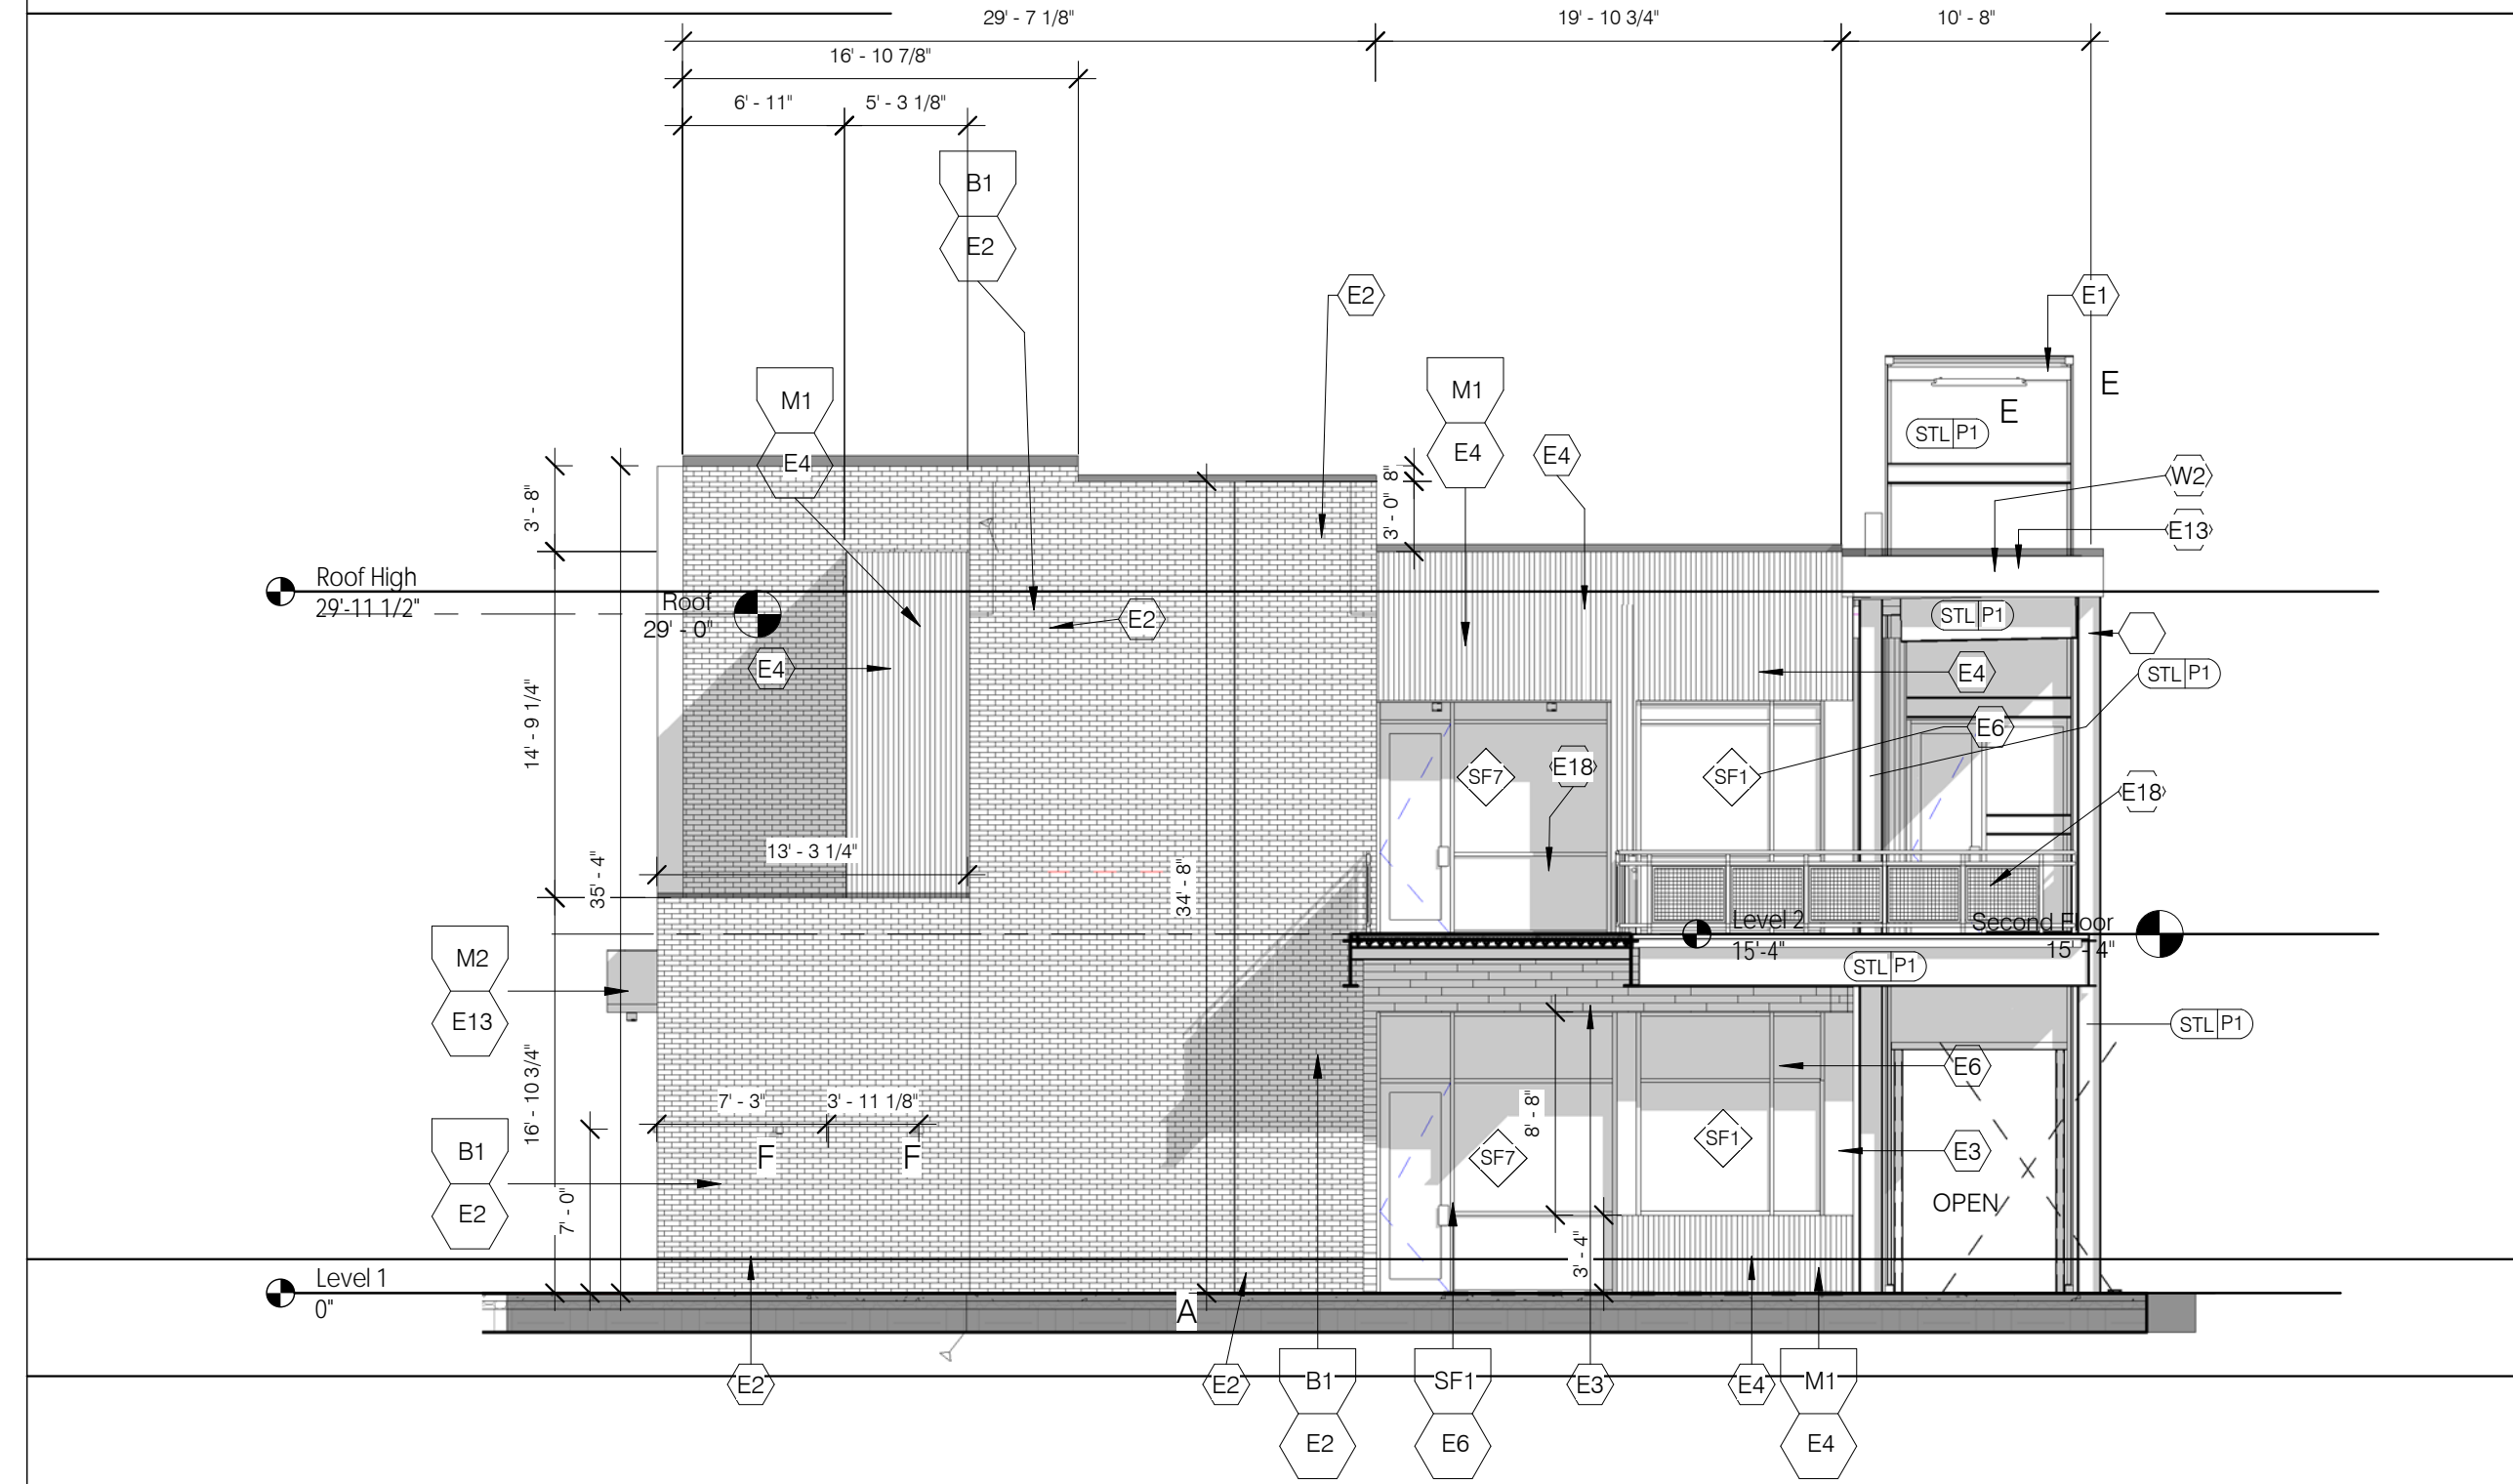 29' - 7 1/8"
19' - 10 3/4"
10' - 8"
16' - 10 7/8"
6' - 11"
5' - 3 1/8"
B1
E2
E2
E1
M1
E4
M1
E4
E4
E
E
STL P1
W2
E13
3' - 8"
8"
3' - 0"
Roof High
29'-11 1/2"
Roof
29' - 0"
E2
E4
STL P1
E4
STL P1
E6
14' - 9 1/4"
SF7
E18
SF1
E18
13' - 3 1/4"
35' - 4"
34' - 8"
Level 2
15'-4"
Second Floor
15' - 4"
M2
E13
STL P1
STL P1
16' - 10 3/4"
7' - 3"
3' - 11 1/8"
8' - 8"
E6
F
F
SF7
SF1
E3
B1
E2
7' - 0"
OPEN
3' - 4"
Level 1
0"
A
E2
E2
B1
E2
SF1
E6
E3
E4
M1
E4